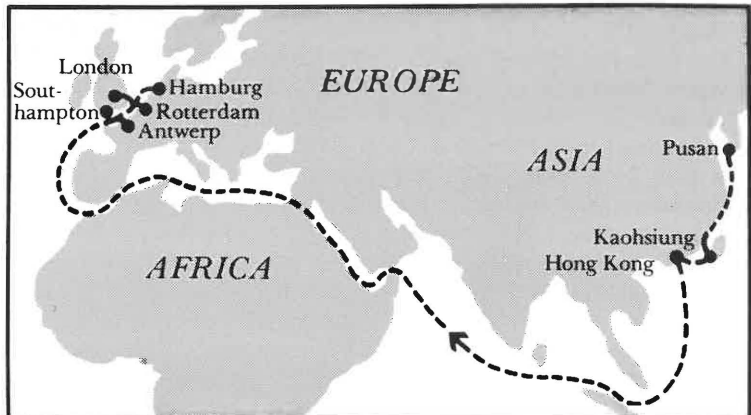 London
Sout-
hampton
Hamburg
Rotterdam
Antwerp
EUROPE
ASIA
Pusan
Kaohsiung
Hong Kong
AFRICA